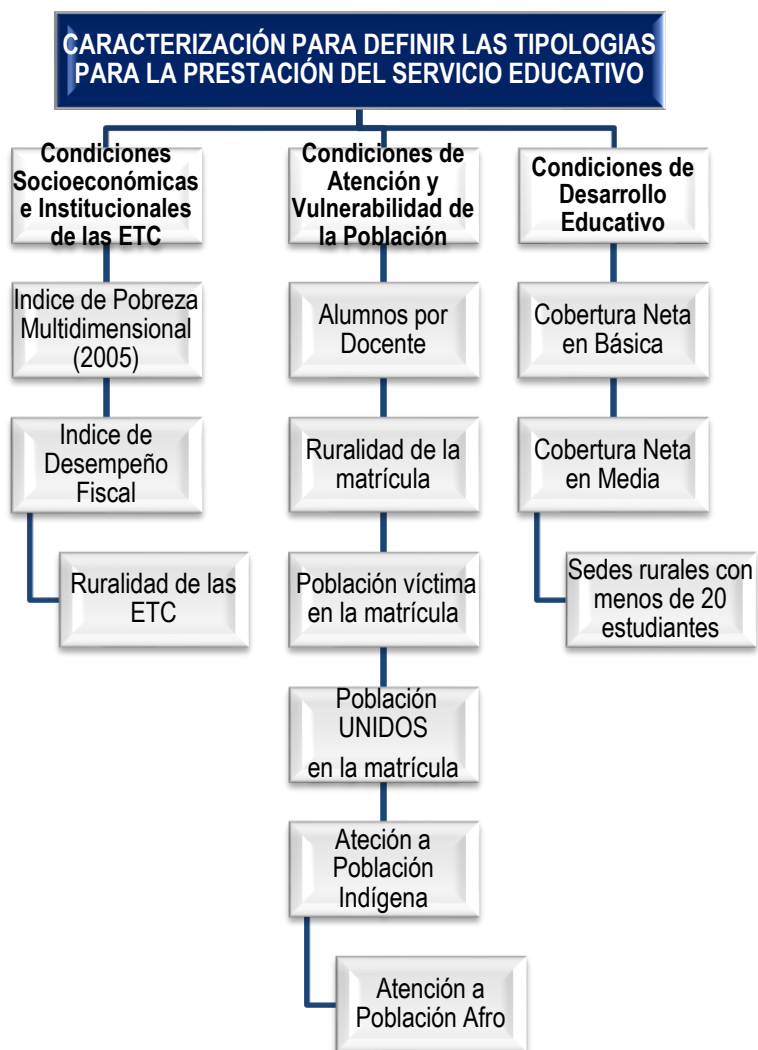 CARACTERIZACIÓN PARA DEFINIR LAS TIPOLOGIAS
PARA LA PRESTACIÓN DEL SERVICIO EDUCATIVO
Condiciones
Socioeconómicas
e Institucionales
de las ETC
Indice de Pobreza
Multidimensional
(2005)
Indice de
Desempeño
Fiscal
Ruralidad de las
ETC
Condiciones de
Atención y
Vulnerabilidad de
la Población
Alumnos por
Docente
Ruralidad de la
matrícula
Población víctima
en la matrícula
Población
UNIDOS
en la matrícula
Ateción a
Población
Indígena
Atención a
Población Afro
Condiciones de
Desarrollo
Educativo
Cobertura Neta
en Básica
Cobertura Neta
en Media
Sedes rurales con
menos de 20
estudiantes